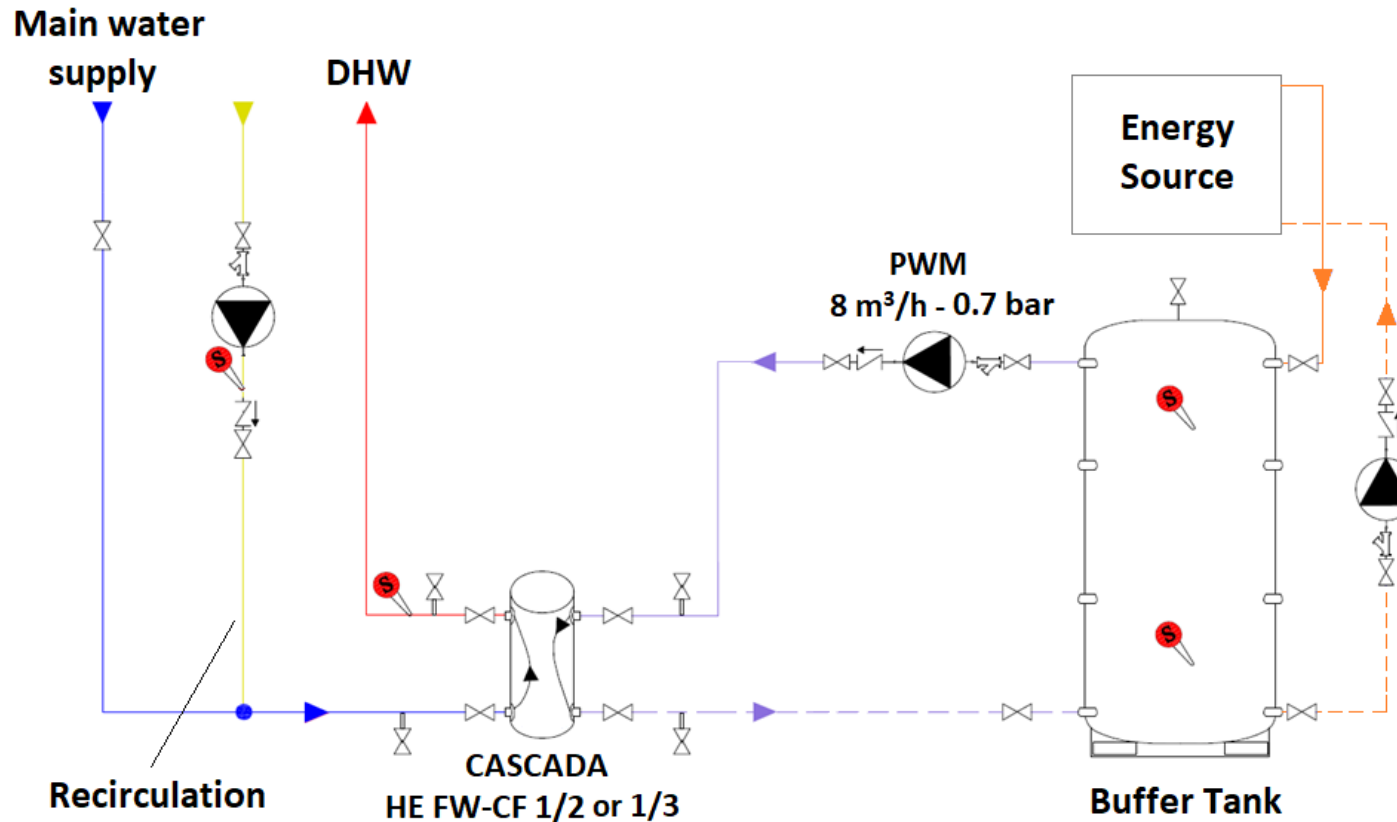 Main water
supply
DHW
Energy
Source
PWM
8 m³/h - 0.7 bar
S
S
S
S
CASCADA
HE FW-CF 1/2 or 1/3
Recirculation
Buffer Tank